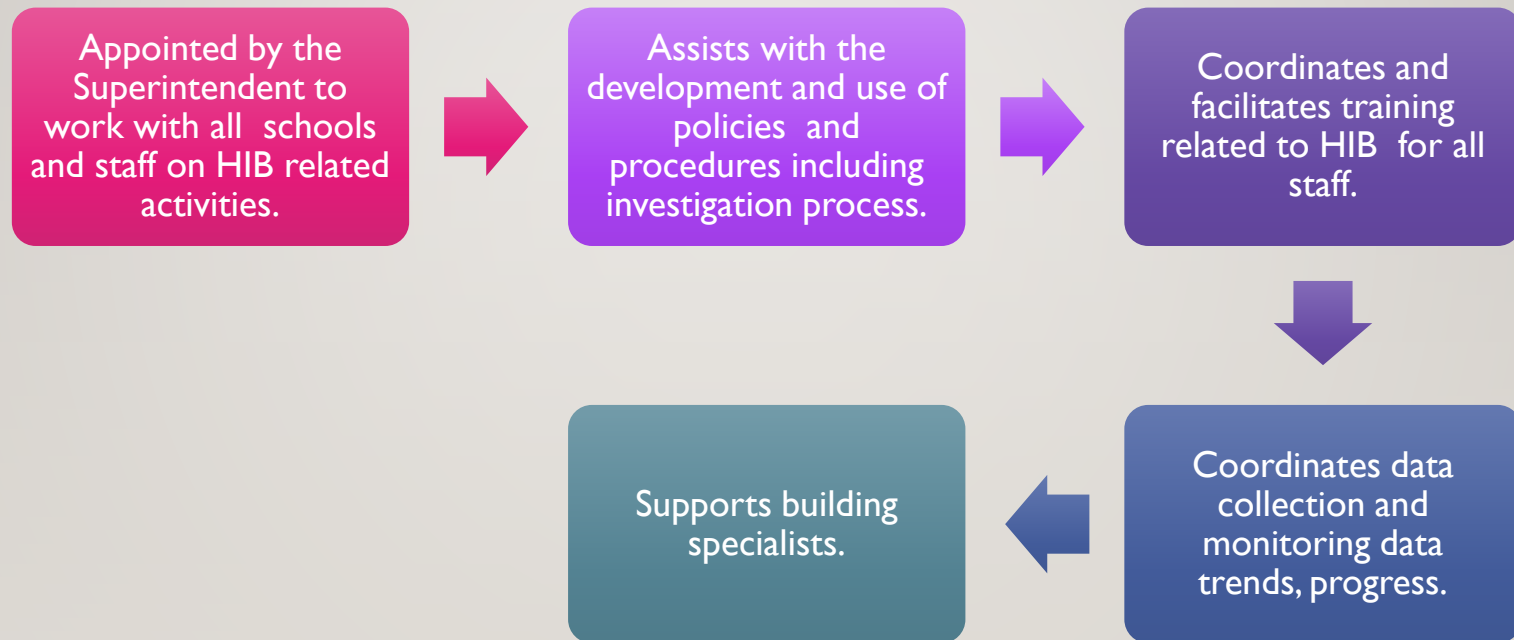 Appointed by the
Superintendent to
work with all  schools
and staff on HIB related
activities.
Assists with the
development and use of
policies  and
procedures including
investigation process.
Coordinates and
facilitates training
related to HIB  for all
staff.
Coordinates data
collection and
monitoring data
trends, progress.
Supports building
specialists.